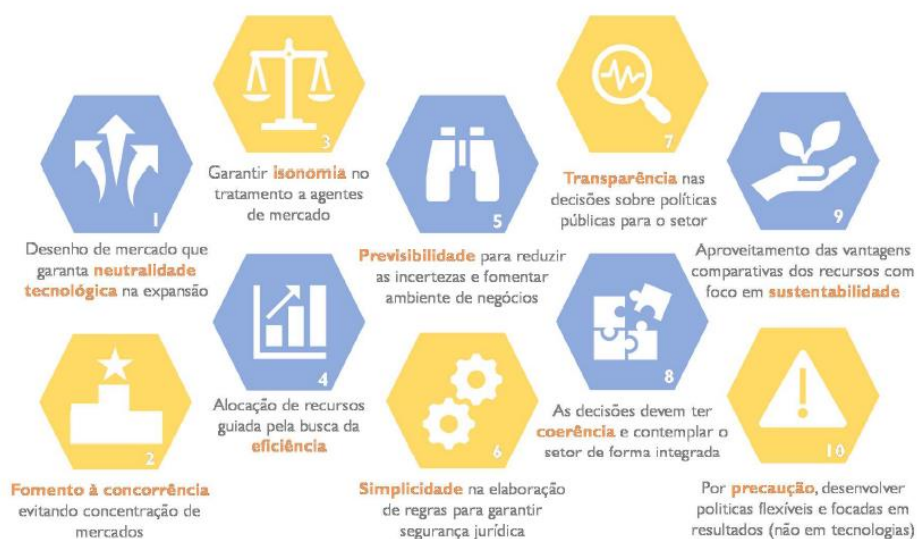 1
Desenho de mercado que
garanta neutralidade
tecnológica na expansão
2
Fomento à concorrência
evitando concentração de
mercados
3
Garantir isonomia no
tratamento a agentes
de mercado
4
Alocação de recursos
guiada pela busca da
eficiência
5
Previsibilidade para reduzir
as incertezas e fomentar
ambiente de negócios
6
Simplicidade na elaboração
de regras para garantir
segurança jurídica
7
Transparência nas
decisões sobre políticas
públicas para o setor
8
As decisões devem ter
coerência e contemplar o
setor de forma integrada
9
Aproveitamento das vantagens
comparativas dos recursos com
foco em sustentabilidade
10
Por precaução, desenvolver
políticas flexíveis e focadas em
resultados (não em tecnologias)